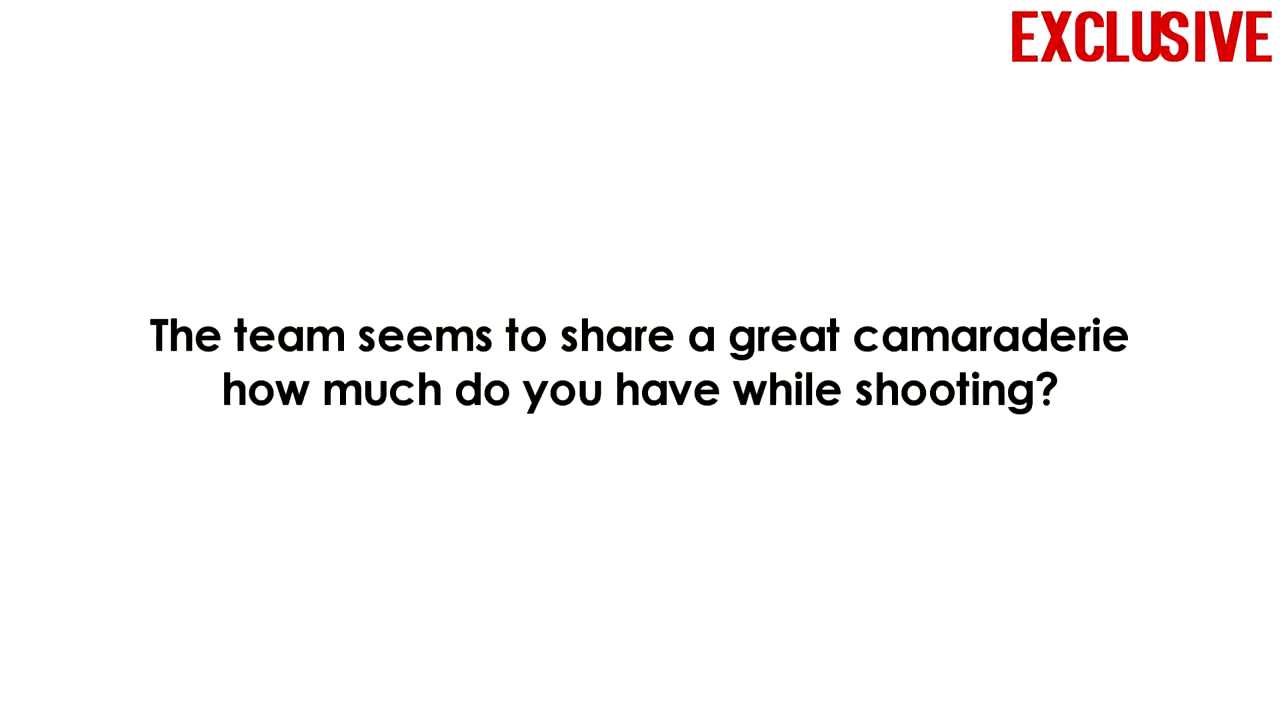 EXCLUSIVE
The team seems to share a great camaraderie
how much do you have while shooting?